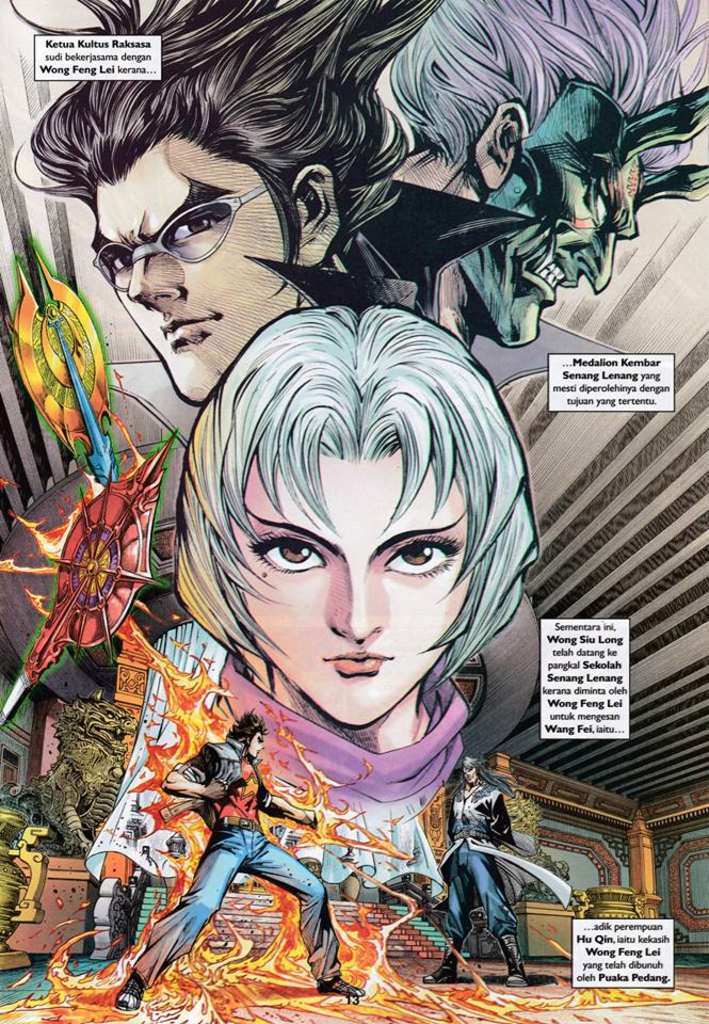 Ketua Kultus Raksasa
sudi bekerjasama dengan
Wong Feng Lei kerana...
...Medalion Kembar
Senang Lenang yang
mesti diperolehinya dengan
tujuan yang tertentu.
Sementara ini,
Wong Siu Long
telah datang ke
pangkal Sekolah
Senang Lenang
kerana diminta oleh
Wong Feng Lei
untuk mengesan
Wang Fei, iaitu...
...adik perempuan
Hu Qin, iaitu kekasih
Wong Feng Lei
yang telah dibunuh
oleh Puaka Pedang.
13